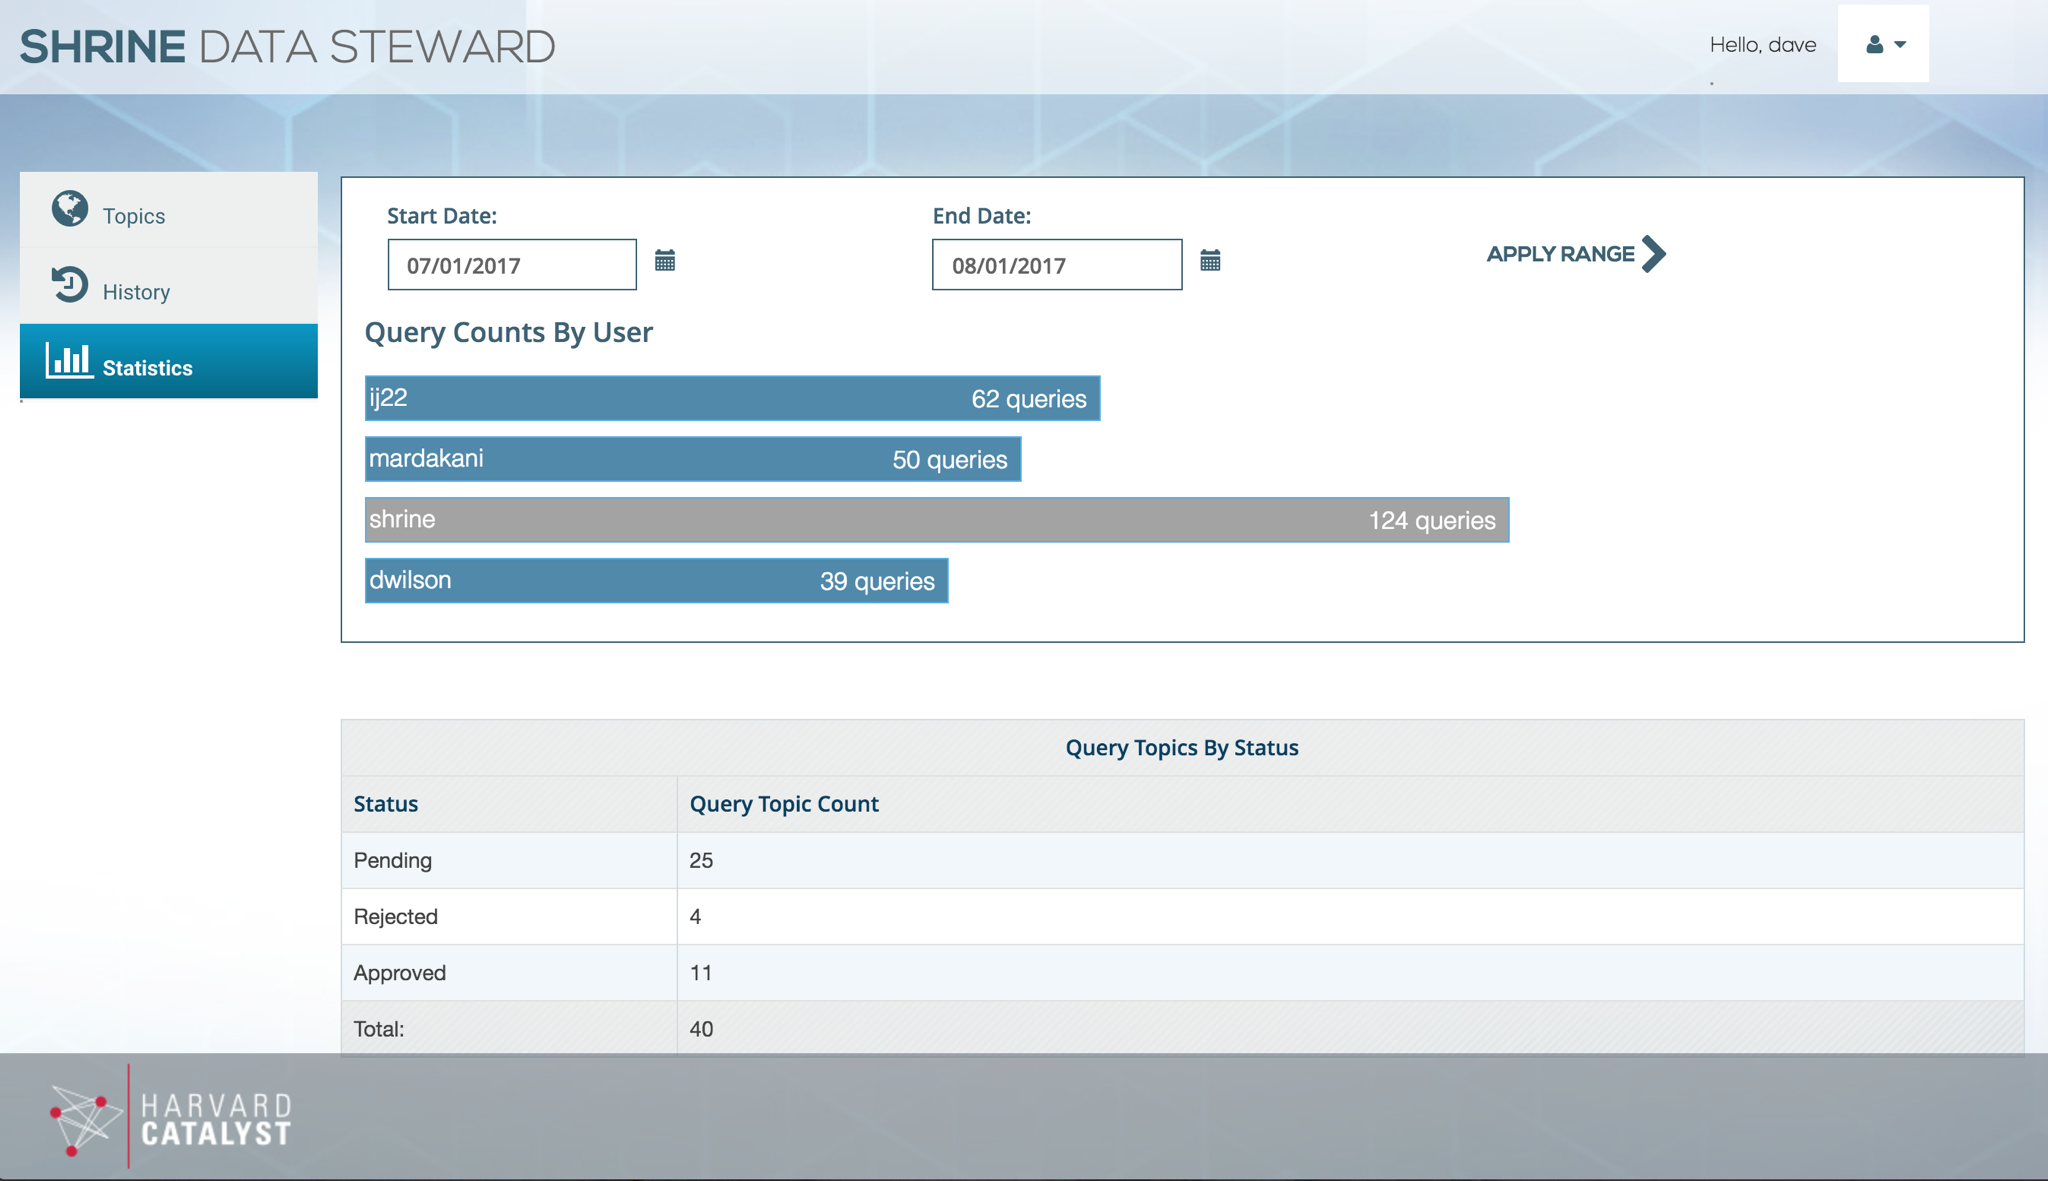 SHRINE DATA STEWARD
Hello, dave
Topics
History
Statistics
Start Date:
End Date:
07/01/2017
08/01/2017
APPLY RANGE
Query Counts By User
ij22 62 queries
mardakani 50 queries
shrine 124 queries
dwilson 39 queries
Query Topics By Status
Status Query Topic Count
Pending 25
Rejected 4
Approved 11
Total: 40
HARVARD
CATALYST